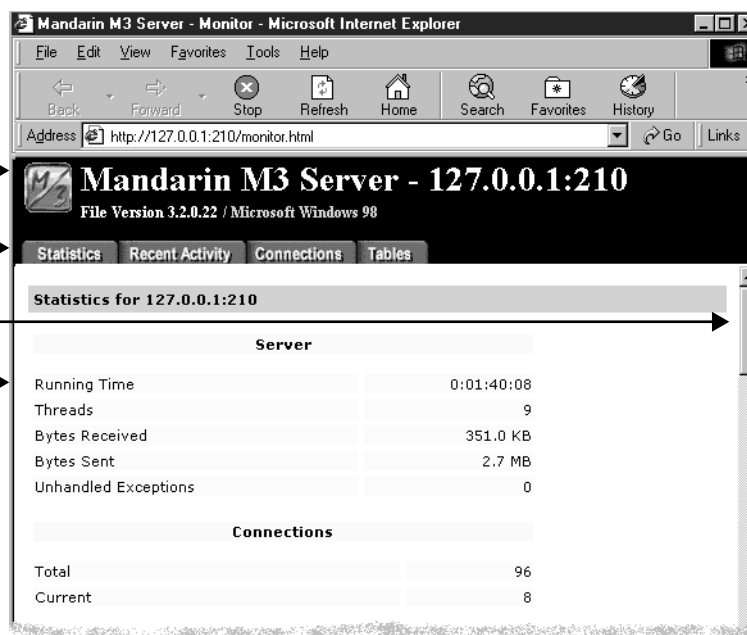 Mandarin M3 Server - Monitor - Microsoft Internet Explorer
File Edit View Favorites Tools Help
Back Forward Stop Refresh Home Search Favorites History
Address http://127.0.0.1:210/monitor.html Go Links
M3 Mandarin M3 Server - 127.0.0.1:210
File Version 3.2.0.22 / Microsoft Windows 98
Statistics Recent Activity Connections Tables
Statistics for 127.0.0.1:210
Server
Running Time 0:01:40:08
Threads 9
Bytes Received 351.0 KB
Bytes Sent 2.7 MB
Unhandled Exceptions 0
Connections
Total 96
Current 8